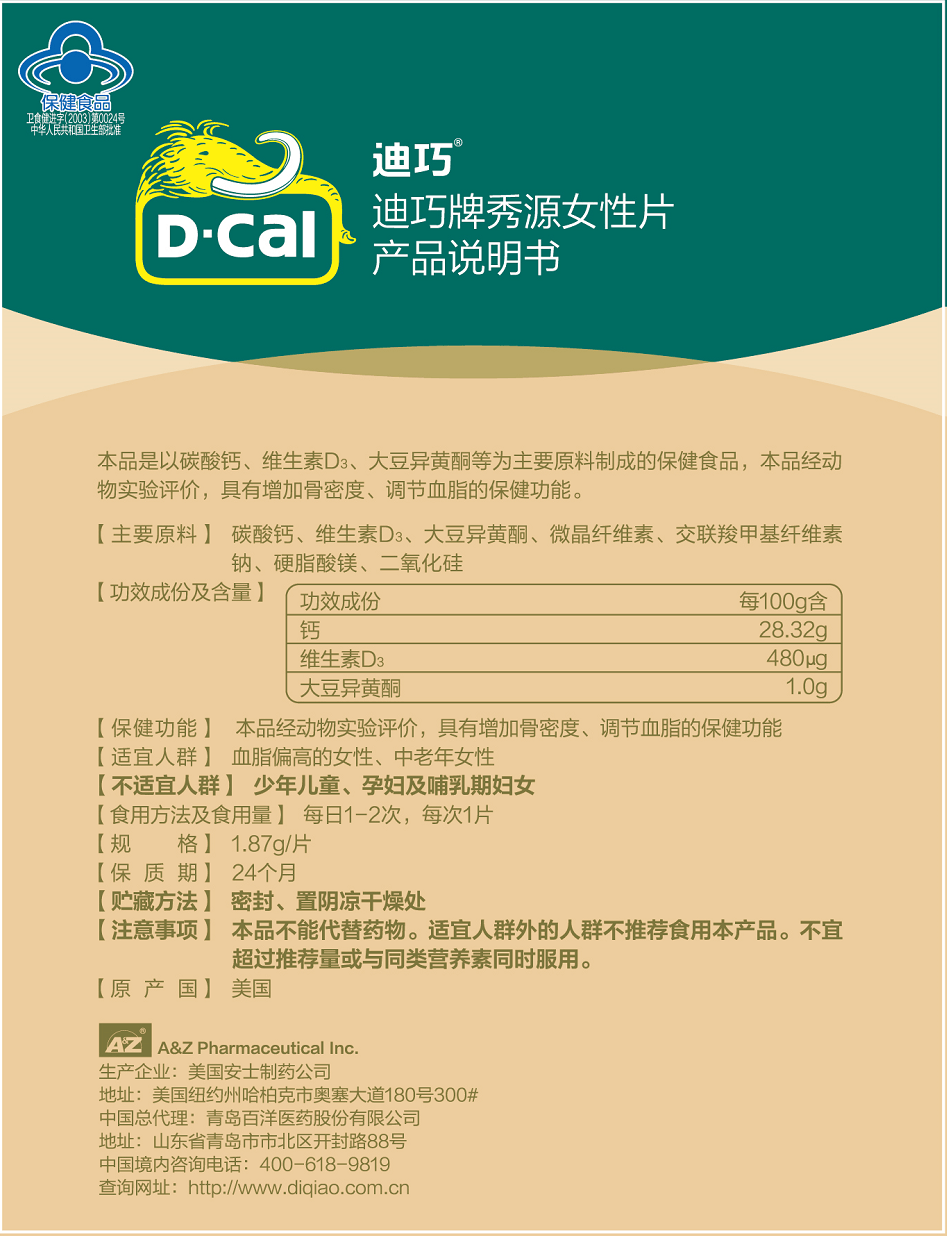 保健食品
卫食健进字(2003)第0024号
中华人民共和国卫生部批准
D·Cal
迪巧®
迪巧牌秀源女性片
产品说明书
本品是以碳酸钙、维生素D₃、大豆异黄酮等为主要原料制成的保健食品，本品经动
物实验评价，具有增加骨密度、调节血脂的保健功能。
【主要原料】 碳酸钙、维生素D₃、大豆异黄酮、微晶纤维素、交联羧甲基纤维素
钠、硬脂酸镁、二氧化硅
【功效成份及含量】
功效成份 每100g含
钙 28.32g
维生素D₃ 480μg
大豆异黄酮 1.0g
【保健功能】 本品经动物实验评价，具有增加骨密度、调节血脂的保健功能
【适宜人群】 血脂偏高的女性、中老年女性
【不适宜人群】 少年儿童、孕妇及哺乳期妇女
【食用方法及食用量】 每日1-2次，每次1片
【规 格】 1.87g/片
【保 质 期】 24个月
【贮藏方法】 密封、置阴凉干燥处
【注意事项】 本品不能代替药物。适宜人群外的人群不推荐食用本产品。不宜
超过推荐量或与同类营养素同时服用。
【原 产 国】 美国
A&Z® A&Z Pharmaceutical Inc.
生产企业：美国安士制药公司
地址：美国纽约州哈柏克市奥塞大道180号300#
中国总代理：青岛百洋医药股份有限公司
地址：山东省青岛市市北区开封路88号
中国境内咨询电话：400-618-9819
查询网址：http://www.diqiao.com.cn